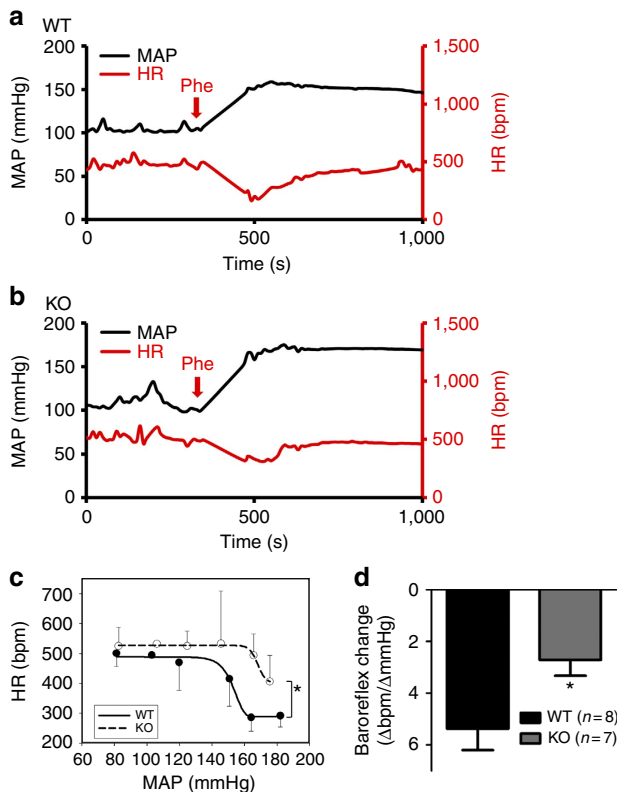 a
WT
MAP
HR
Phe
MAP (mmHg)
200
150
100
50
0
HR (bpm)
1,500
1,000
500
0
0 500 1,000
Time (s)
b
KO
MAP
HR
Phe
MAP (mmHg)
200
150
100
50
0
HR (bpm)
1,500
1,000
500
0
0 500 1,000
Time (s)
c
HR (bpm)
700
600
500
400
300
200
*
WT
KO
60 80 100 120 140 160 180 200
MAP (mmHg)
d
Baroreflex change
(Δbpm/ΔmmHg)
0
2
4
6
*
WT (n=8)
KO (n=7)